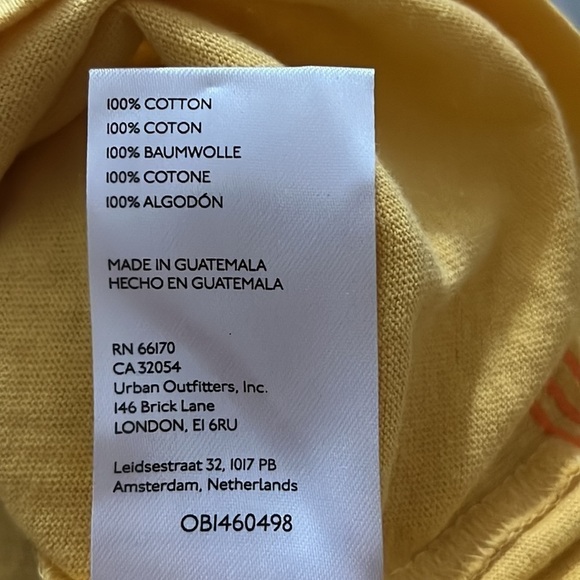 100% COTTON
100% COTON
100% BAUMWOLLE
100% COTONE
100% ALGODÓN
MADE IN GUATEMALA
HECHO EN GUATEMALA
RN 66170
CA 32054
Urban Outfitters, Inc.
146 Brick Lane
LONDON, E1 6RU
Leidsestraat 32, 1017 PB
Amsterdam, Netherlands
OB1460498